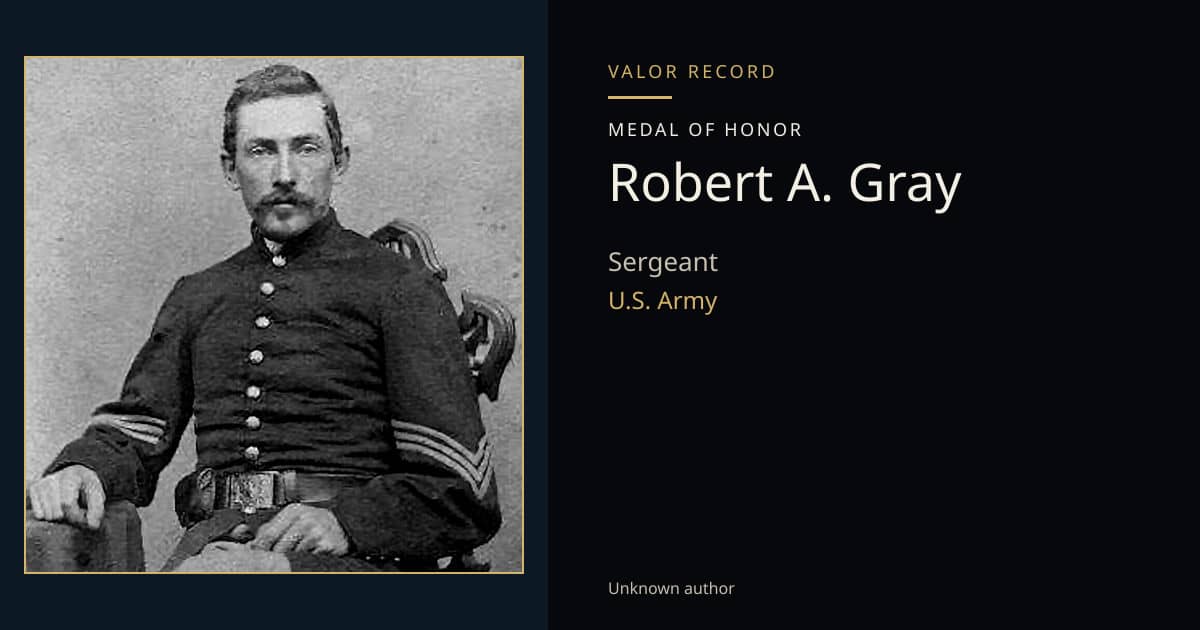 VALOR RECORD
MEDAL OF HONOR
Robert A. Gray
Sergeant
U.S. Army
Unknown author